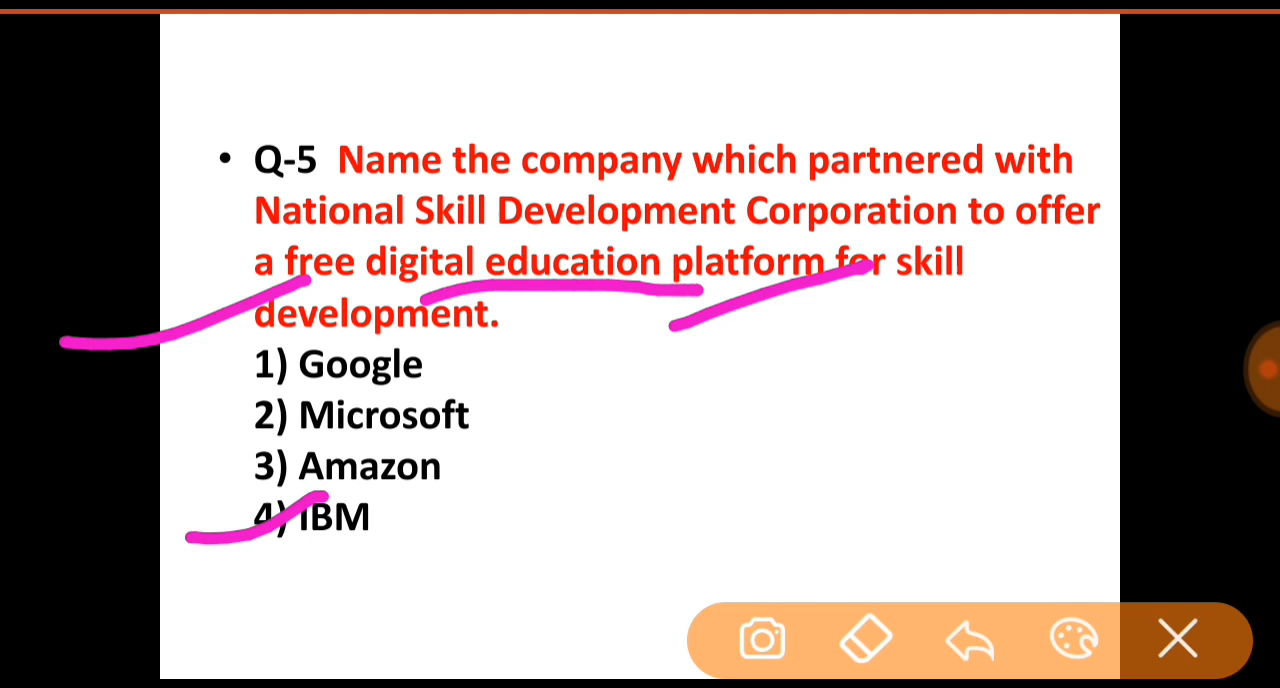 • Q-5 Name the company which partnered with
National Skill Development Corporation to offer
a free digital education platform for skill
development.
1) Google
2) Microsoft
3) Amazon
4) IBM